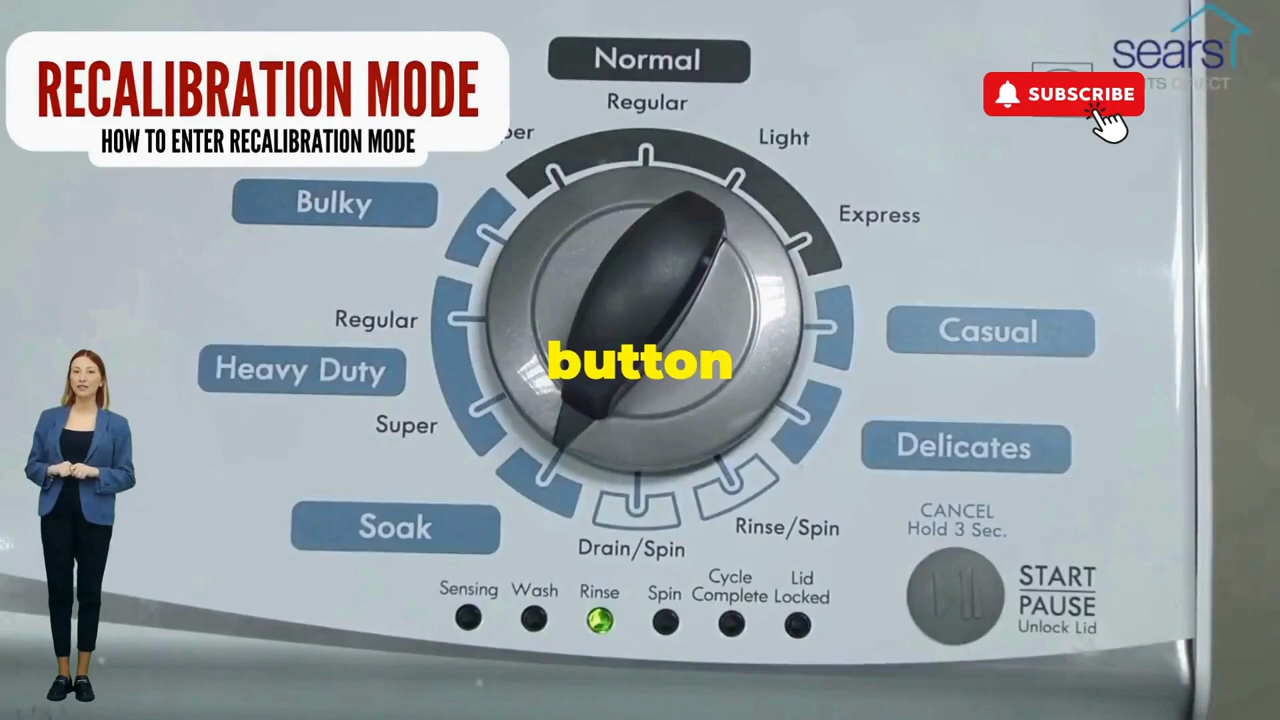 RECALIBRATION MODE
HOW TO ENTER RECALIBRATION MODE
sears
SUBSCRIBE
Normal
Regular
Light
Express
Bulky
Regular
Heavy Duty
Super
Casual
button
Delicates
Soak
Drain/Spin
Rinse/Spin
CANCEL
Hold 3 Sec.
START
PAUSE
Unlock Lid
Sensing
Wash
Rinse
Spin
Cycle
Complete
Lid
Locked